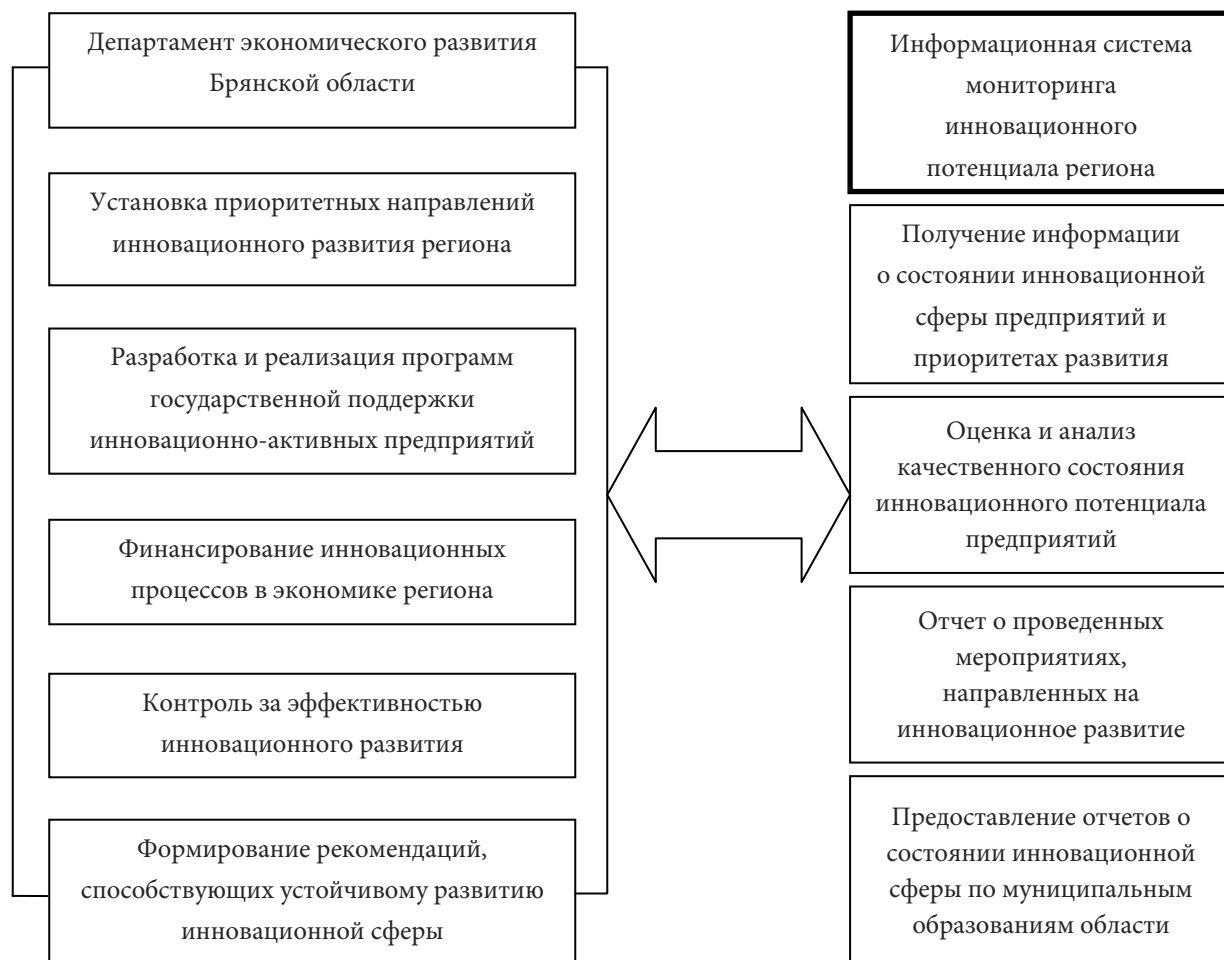 Департамент экономического развития
Брянской области
Установка приоритетных направлений
инновационного развития региона
Разработка и реализация программ
государственной поддержки
инновационно-активных предприятий
Финансирование инновационных
процессов в экономике региона
Контроль за эффективностью
инновационного развития
Формирование рекомендаций,
способствующих устойчивому развитию
инновационной сферы
Информационная система
мониторинга
инновационного
потенциала региона
Получение информации
о состоянии инновационной
сферы предприятий и
приоритетах развития
Оценка и анализ
качественного состояния
инновационного потенциала
предприятий
Отчет о проведенных
мероприятиях,
направленных на
инновационное развитие
Предоставление отчетов о
состоянии инновационной
сферы по муниципальным
образованиям области